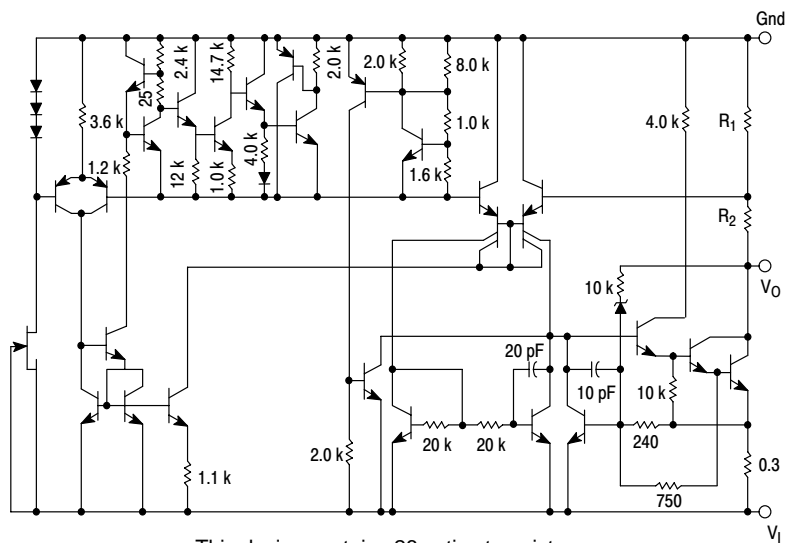 Gnd
2.4 k
25
14.7 k
2.0 k
2.0 k
8.0 k
3.6 k
4.0 k
1.0 k
4.0 k
R1
1.2 k
12 k
1.0 k
1.6 k
R2
10 k
VO
20 pF
10 pF
10 k
20 k
20 k
240
2.0 k
0.3
1.1 k
750
VI